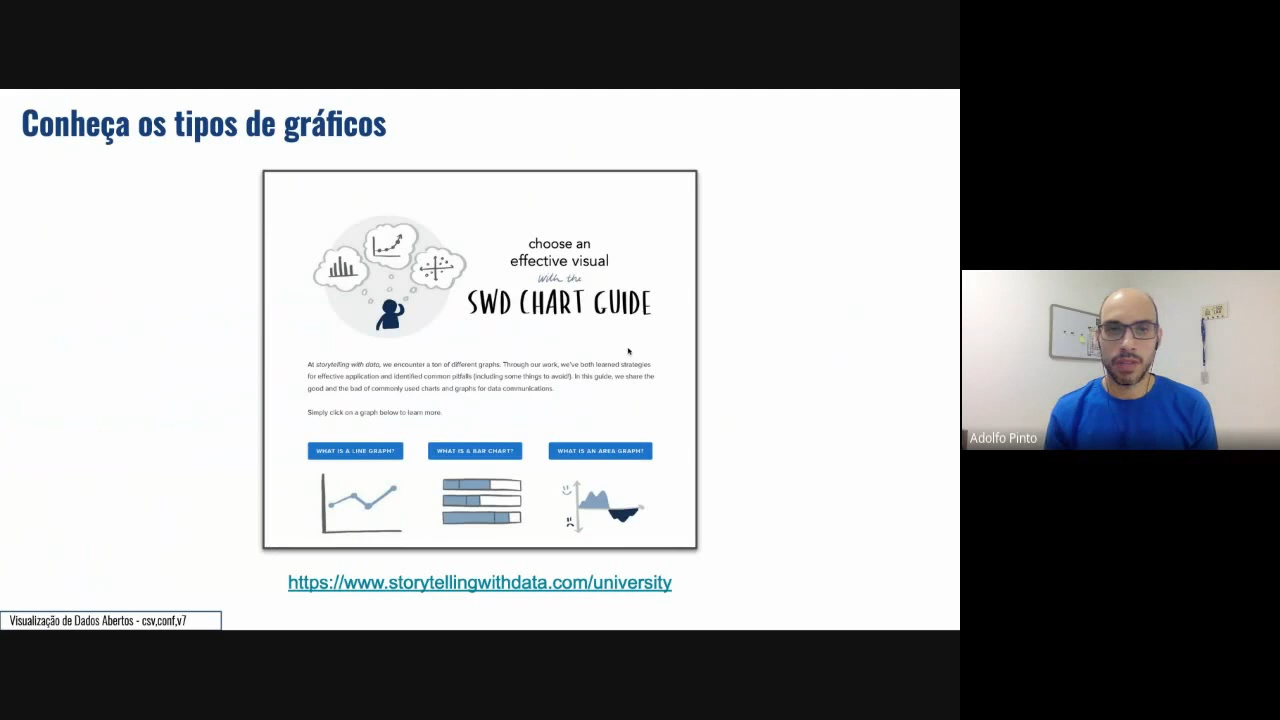 Conheça os tipos de gráficos
choose an
effective visual
with the
SWD CHART GUIDE
At storytelling with data, we encounter a ton of different graphs. Through our work, we've both learned strategies
for effective application and identified common pitfalls (including some things to avoid!). In this guide, we share the
good and the bad of commonly used charts and graphs for data communications.
Simply click on a graph below to learn more.
WHAT IS A LINE GRAPH?
WHAT IS A BAR CHART?
WHAT IS AN AREA GRAPH?
https://www.storytellingwithdata.com/university
Visualização de Dados Abertos - csv,conf,v7
Adolfo Pinto